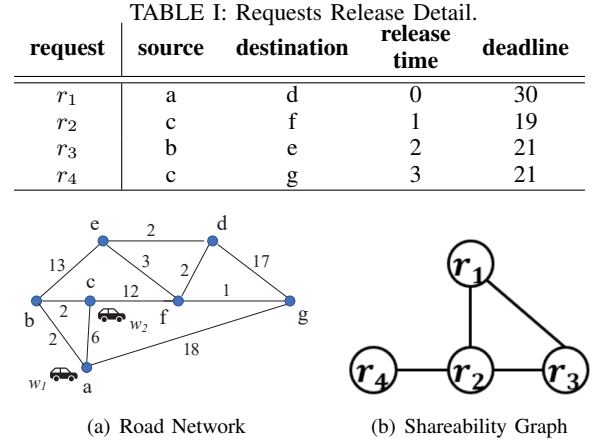 TABLE I: Requests Release Detail.
request source destination release time deadline
r1 a d 0 30
r2 c f 1 19
r3 b e 2 21
r4 c g 3 21
e 2 d
13 3 2 17
c 12 1
b 2 f g
w2
2 6 18
w1 a
(a) Road Network
r1
r4 r2 r3
(b) Shareability Graph